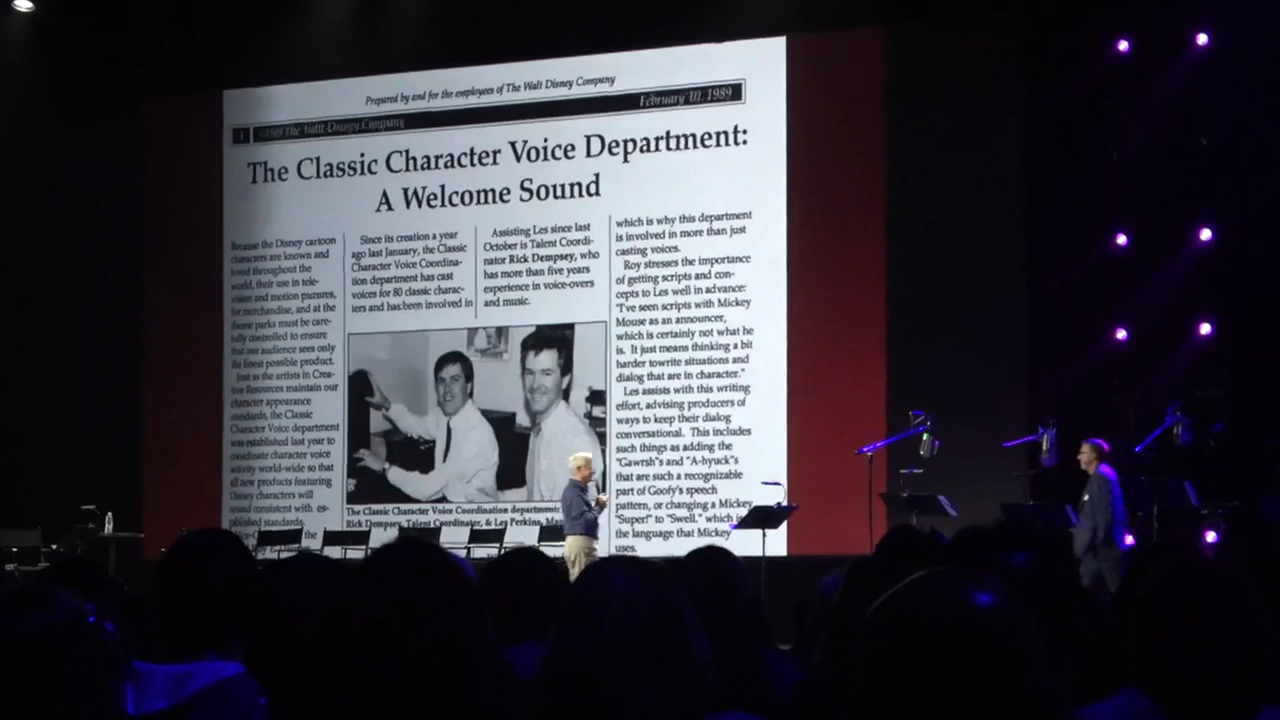 Prepared by and for the employees of The Walt Disney Company
1 ©1989 The Walt Disney Company
February 10, 1989
The Classic Character Voice Department:
A Welcome Sound
Because the Disney cartoon
characters are known and
loved throughout the
world, their use in tele-
vision and motion pictures,
for merchandise, and at the
theme parks must be care-
fully controlled to ensure
that our audience sees only
the finest possible product.
Just as the artists in Crea-
tive Resources maintain our
character appearance
standards, the Classic
Character Voice department
was established last year to
coordinate character voice
activity world-wide so that
all new products featuring
Disney characters will
sound consistent with es-
tablished standards.
the
Since its creation a year
ago last January, the Classic
Character Voice Coordina-
tion department has cast
voices for 80 classic charac-
ters and has been involved in
Assisting Les since last
October is Talent Coordi-
nator Rick Dempsey, who
has more than five years
experience in voice-overs
and music.
The Classic Character Voice Coordination department:
Rick Dempsey, Talent Coordinator, & Les Perkins,
which is why this department
is involved in more than just
casting voices.
Roy stresses the importance
of getting scripts and con-
cepts to Les well in advance:
"I've seen scripts with Mickey
Mouse as an announcer,
which is certainly not what he
is. It just means thinking a bit
harder towrite situations and
dialog that are in character."
Les assists with this writing
effort, advising producers of
ways to keep their dialog
conversational. This includes
such things as adding the
"Gawrsh"s and "A-hyuck"s
that are such a recognizable
part of Goofy's speech
pattern, or changing a Mickey
"Super!" to "Swell." which is
the language that Mickey
uses.